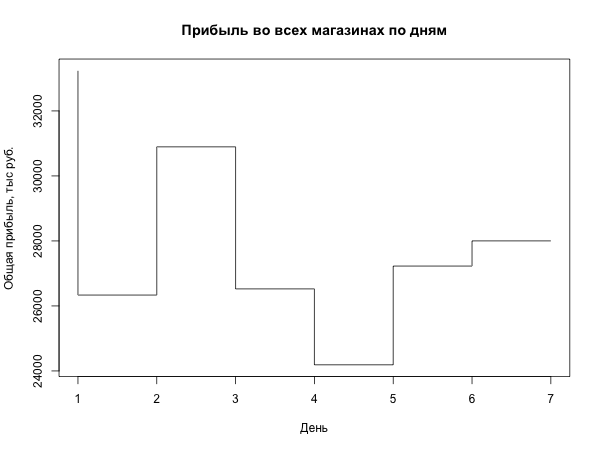 Прибыль во всех магазинах по дням
Общая прибыль, тыс руб.
32000
30000
28000
26000
24000
1 2 3 4 5 6 7
День